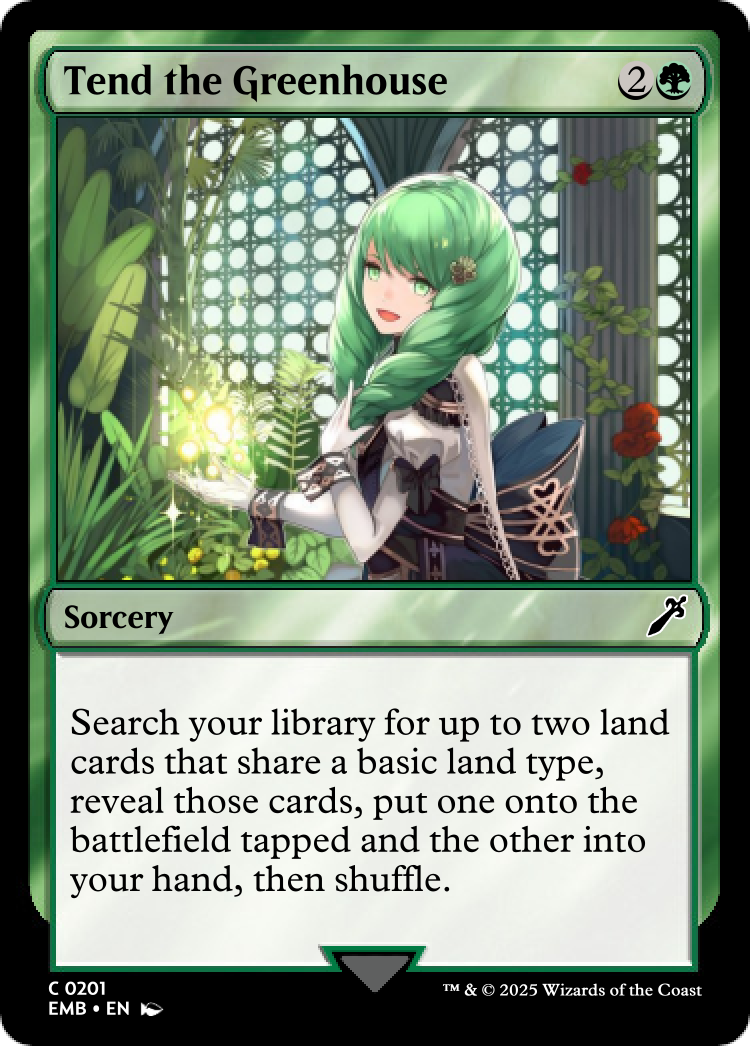 Tend the Greenhouse
2
Sorcery
Search your library for up to two land
cards that share a basic land type,
reveal those cards, put one onto the
battlefield tapped and the other into
your hand, then shuffle.
C 0201
EMB • EN
™ & © 2025 Wizards of the Coast